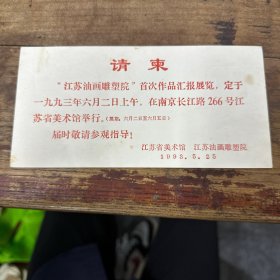 请柬
“江苏油画雕塑院”首次作品汇报展览，定于
一九九三年六月二日上午，在南京长江路266号江
苏省美术馆举行。(展期：六月二日至六月五日)
届时敬请参观指导！
江苏省美术馆 江苏油画雕塑院
1993.5.25